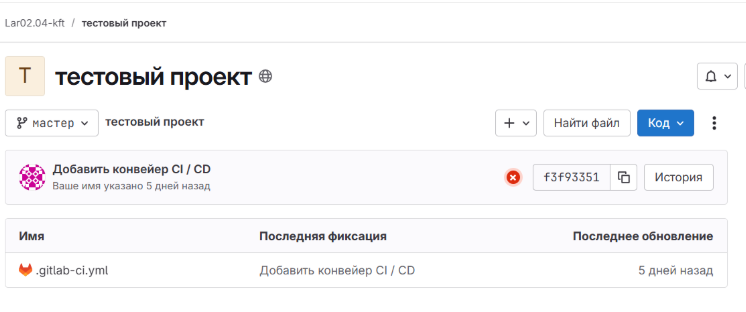 Lar02.04-kft / тестовый проект
T тестовый проект
мастер тестовый проект Найти файл Код
Добавить конвейер CI / CD
Ваше имя указано 5 дней назад
f3f93351 История
Имя Последняя фиксация Последнее обновление
.gitlab-ci.yml Добавить конвейер CI / CD 5 дней назад